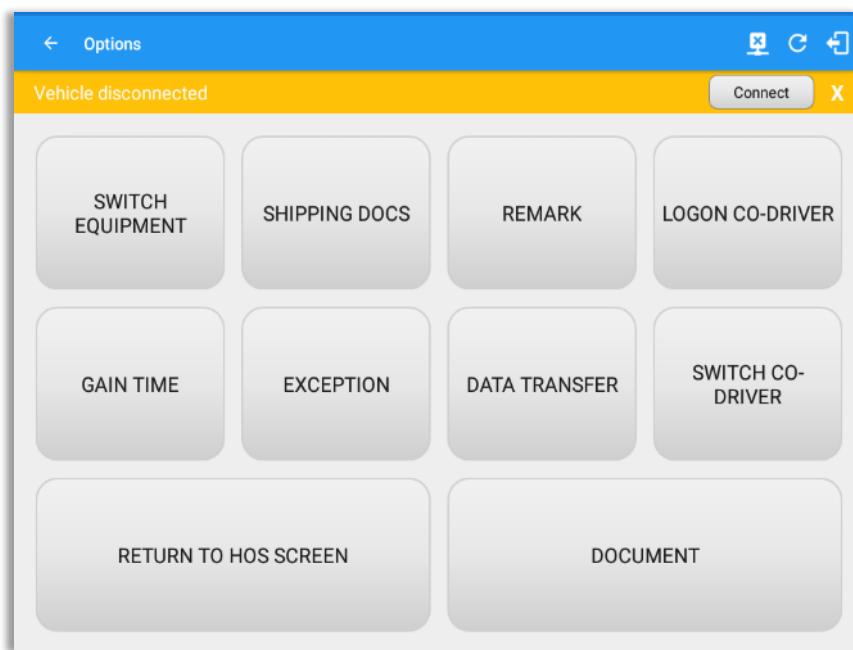 Options
Vehicle disconnected
Connect
X
SWITCH
EQUIPMENT
SHIPPING DOCS
REMARK
LOGON CO-DRIVER
GAIN TIME
EXCEPTION
DATA TRANSFER
SWITCH CO-
DRIVER
RETURN TO HOS SCREEN
DOCUMENT